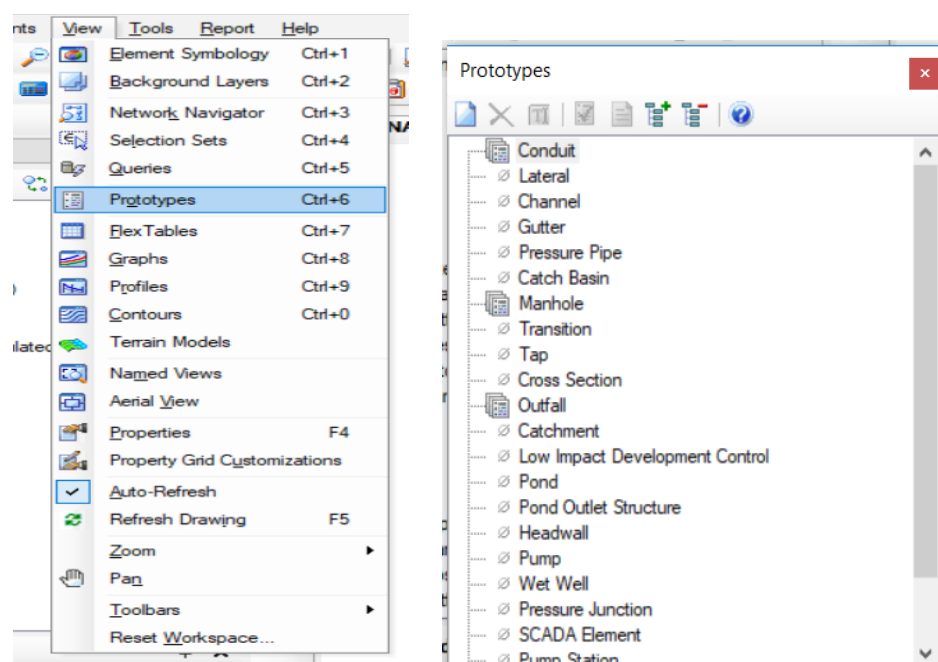 nts View Tools Report Help
Element Symbology Ctrl+1
Background Layers Ctrl+2
Network Navigator Ctrl+3
Selection Sets Ctrl+4
Queries Ctrl+5
Prototypes Ctrl+6
FlexTables Ctrl+7
Graphs Ctrl+8
Profiles Ctrl+9
Contours Ctrl+0
Terrain Models
Named Views
Aerial View
Properties F4
Property Grid Customizations
Auto-Refresh
Refresh Drawing F5
Zoom
Pan
Toolbars
Reset Workspace...
Prototypes
Conduit
Lateral
Channel
Gutter
Pressure Pipe
Catch Basin
Manhole
Transition
Tap
Cross Section
Outfall
Catchment
Low Impact Development Control
Pond
Pond Outlet Structure
Headwall
Pump
Wet Well
Pressure Junction
SCADA Element
Pump Station